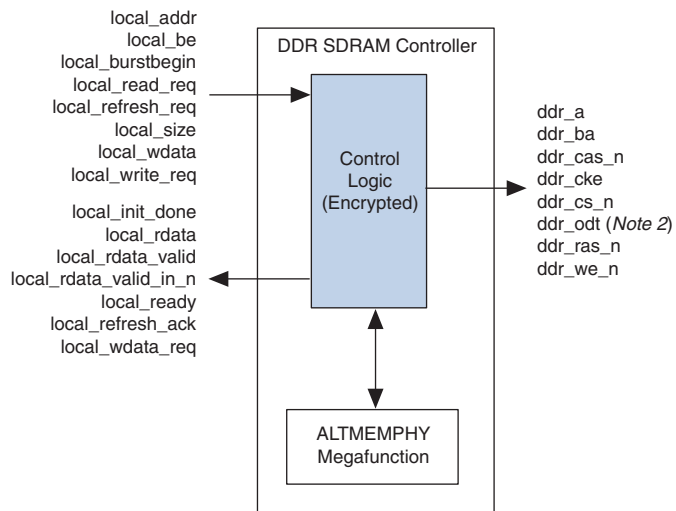 local_addr
local_be
local_burstbegin
local_read_req
local_refresh_req
local_size
local_wdata
local_write_req
local_init_done
local_rdata
local_rdata_valid
local_rdata_valid_in_n
local_ready
local_refresh_ack
local_wdata_req
DDR SDRAM Controller
Control
Logic
(Encrypted)
ALTMEMPHY
Megafunction
ddr_a
ddr_ba
ddr_cas_n
ddr_cke
ddr_cs_n
ddr_odt (Note 2)
ddr_ras_n
ddr_we_n